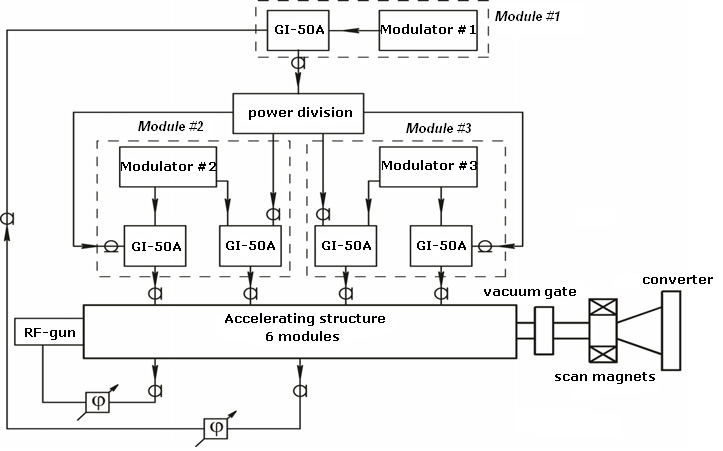 GI-50A
Modulator #1
Module #1
power division
Module #2
Module #3
Modulator #2
Modulator #3
GI-50A
GI-50A
GI-50A
GI-50A
converter
vacuum gate
Accelerating structure
6 modules
RF-gun
scan magnets
φ
φ